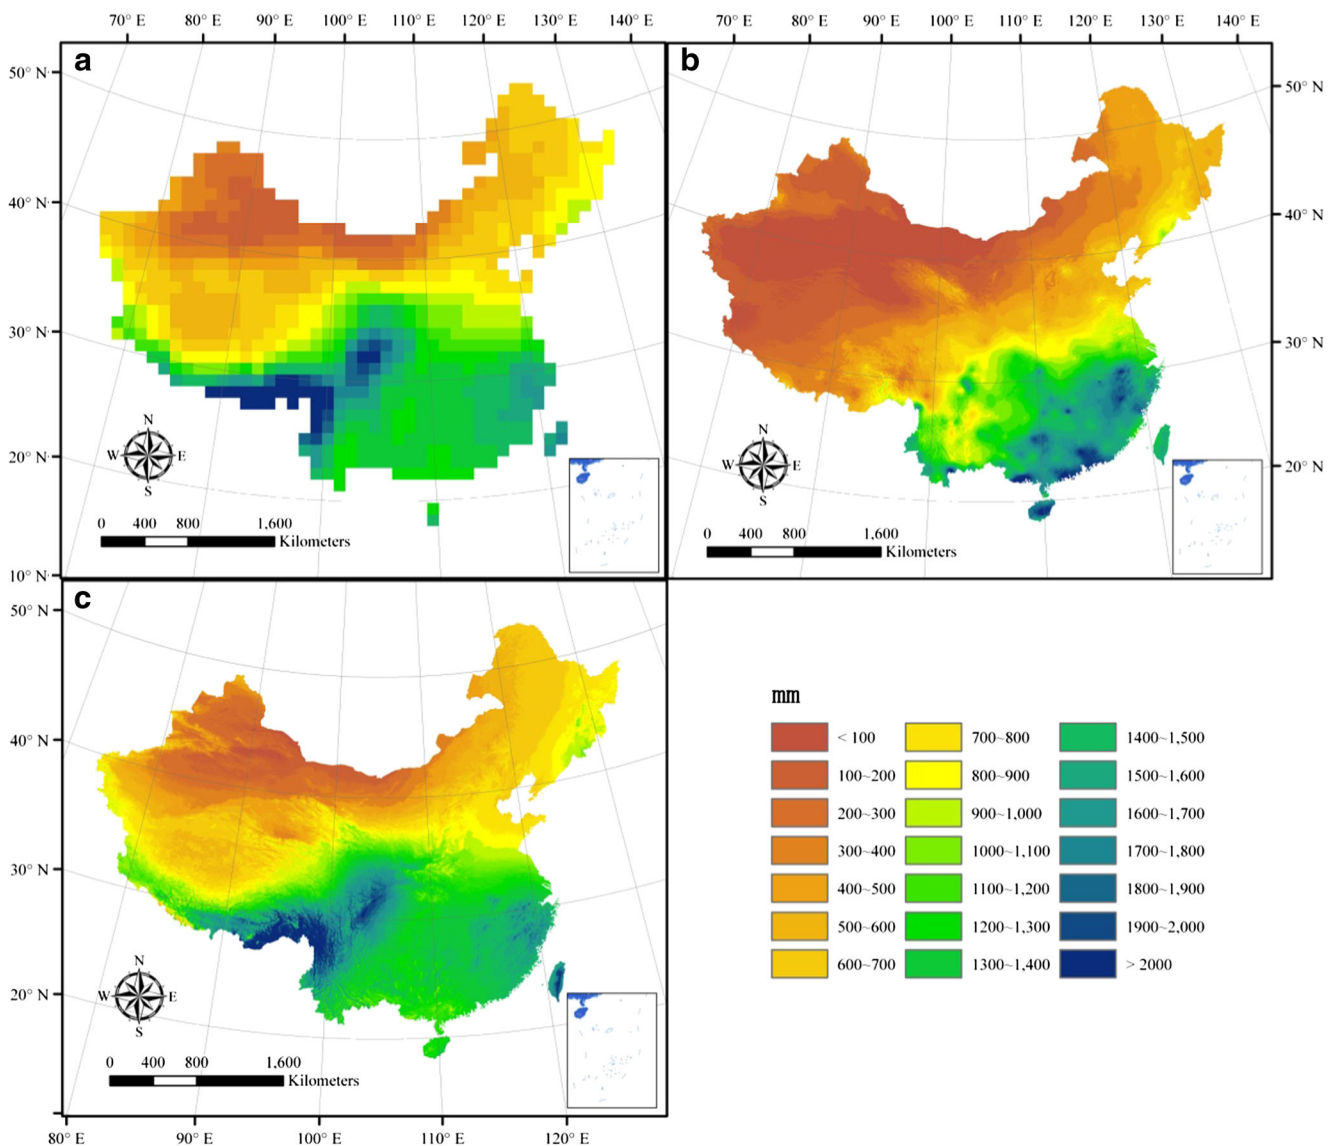 70° E 80° E 90° E 100° E 110° E 120° E 130° E 140° E
70° E 80° E 90° E 100° E 110° E 120° E 130° E 140° E
a
50° N
40° N
30° N
20° N
10° N
N
W E
S
0 400 800 1,600
Kilometers
b
50° N
40° N
30° N
20° N
N
W E
S
0 400 800 1,600
Kilometers
c
50° N
40° N
30° N
20° N
N
W E
S
0 400 800 1,600
Kilometers
80° E 90° E 100° E 110° E 120° E
mm
< 100
100~200
200~300
300~400
400~500
500~600
600~700
700~800
800~900
900~1,000
1000~1,100
1100~1,200
1200~1,300
1300~1,400
1400~1,500
1500~1,600
1600~1,700
1700~1,800
1800~1,900
1900~2,000
> 2000